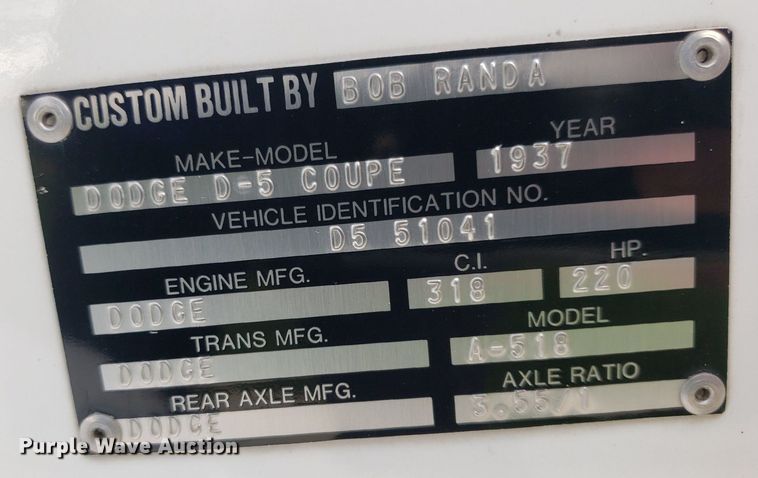 CUSTOM BUILT BY BOB RANDA
MAKE-MODEL YEAR
DODGE D-5 COUPE 1937
VEHICLE IDENTIFICATION NO.
D5 51041
ENGINE MFG. C.I. HP.
DODGE 318 220
TRANS MFG. MODEL
DODGE A-518
REAR AXLE MFG. AXLE RATIO
DODGE 3.55/1
Purple Wave Auction